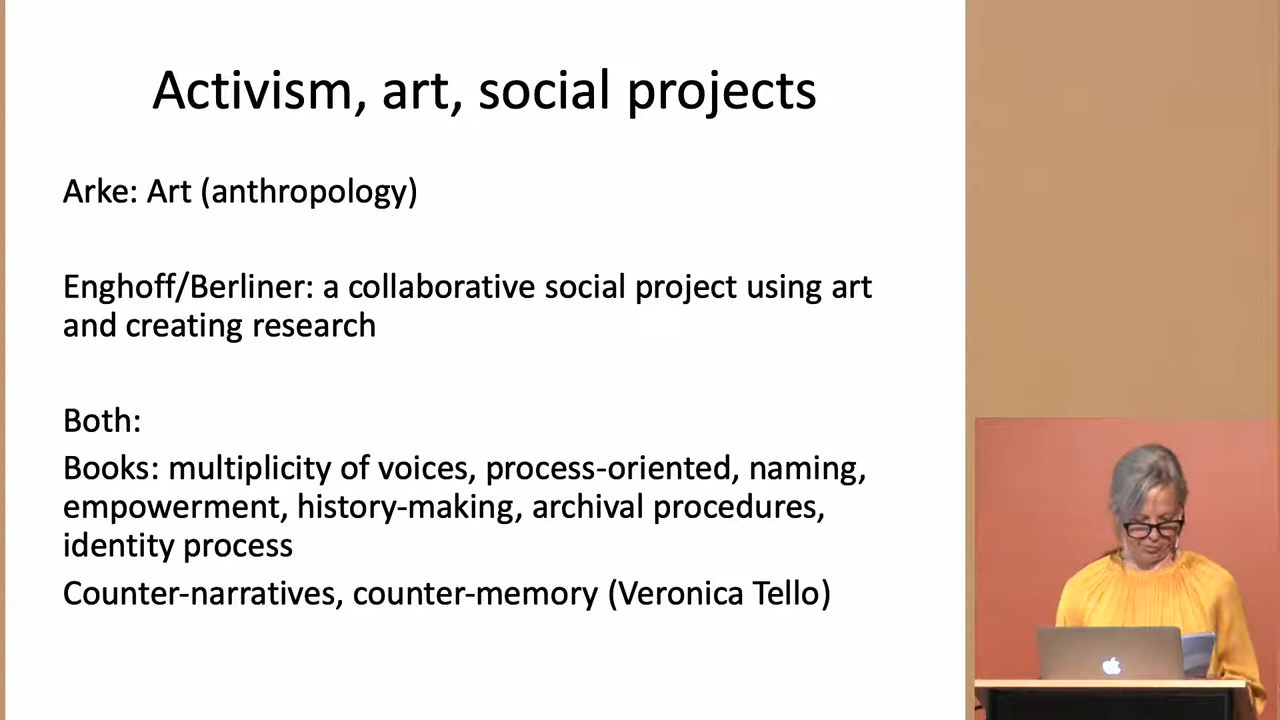 Activism, art, social projects
Arke: Art (anthropology)
Enghoff/Berliner: a collaborative social project using art
and creating research
Both:
Books: multiplicity of voices, process-oriented, naming,
empowerment, history-making, archival procedures,
identity process
Counter-narratives, counter-memory (Veronica Tello)